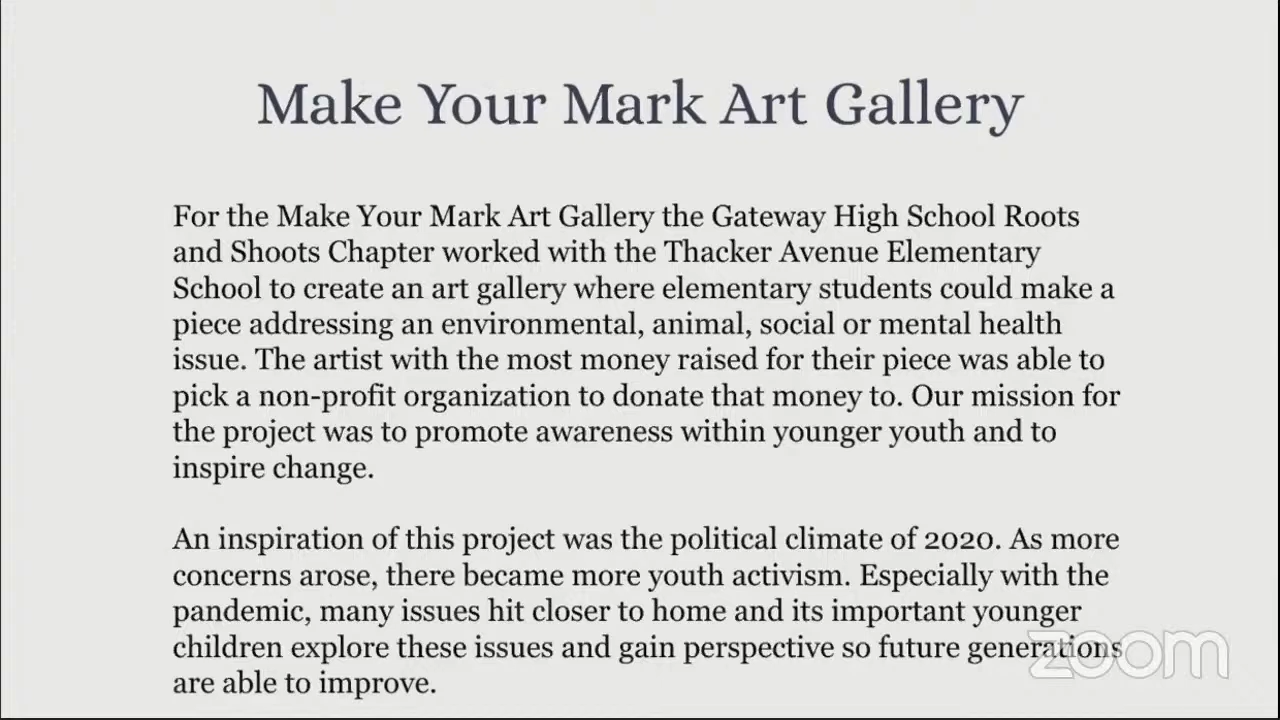 Make Your Mark Art Gallery
For the Make Your Mark Art Gallery the Gateway High School Roots
and Shoots Chapter worked with the Thacker Avenue Elementary
School to create an art gallery where elementary students could make a
piece addressing an environmental, animal, social or mental health
issue. The artist with the most money raised for their piece was able to
pick a non-profit organization to donate that money to. Our mission for
the project was to promote awareness within younger youth and to
inspire change.
An inspiration of this project was the political climate of 2020. As more
concerns arose, there became more youth activism. Especially with the
pandemic, many issues hit closer to home and its important younger
children explore these issues and gain perspective so future generations
are able to improve.
zoom